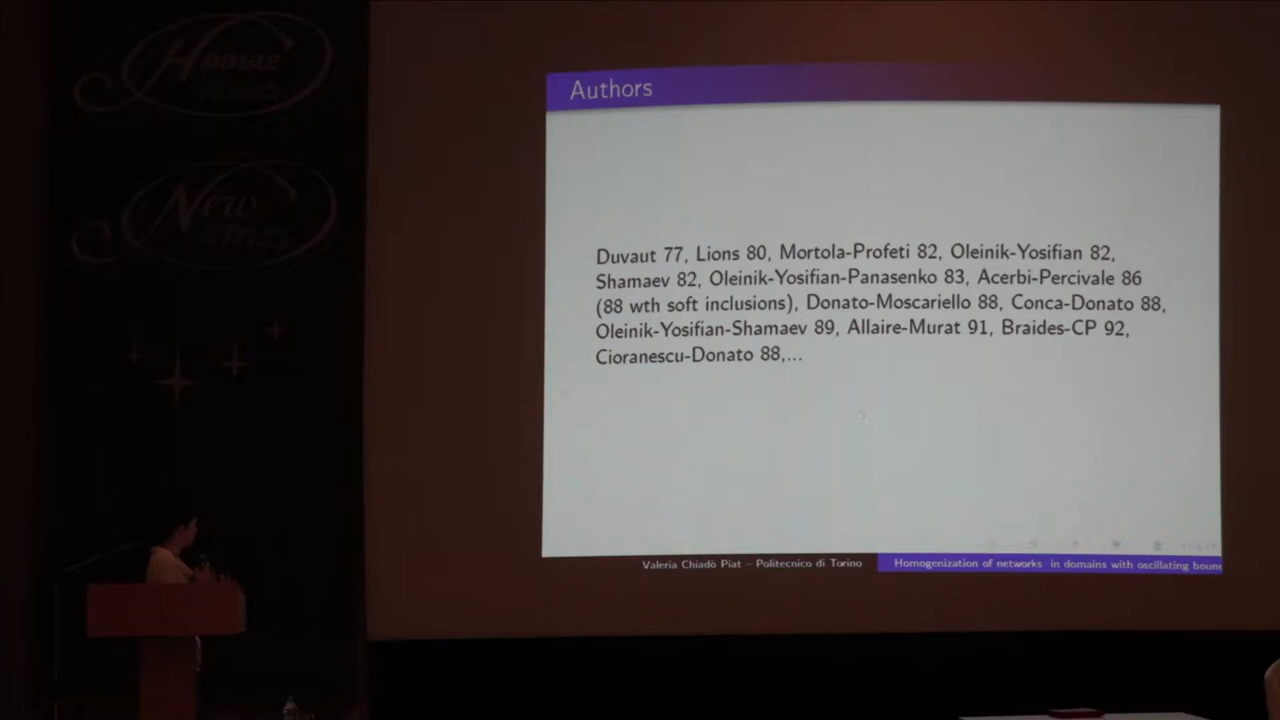 Новые
New
Times
Authors
Duvaut 77, Lions 80, Mortola-Profeti 82, Oleinik-Yosifian 82,
Shamaev 82, Oleinik-Yosifian-Panasenko 83, Acerbi-Percivale 86
(88 wth soft inclusions), Donato-Moscariello 88, Conca-Donato 88,
Oleinik-Yosifian-Shamaev 89, Allaire-Murat 91, Braides-CP 92,
Cioranescu-Donato 88,...
Valeria Chiadò Piat – Politecnico di Torino
Homogenization of networks in domains with oscillating boun